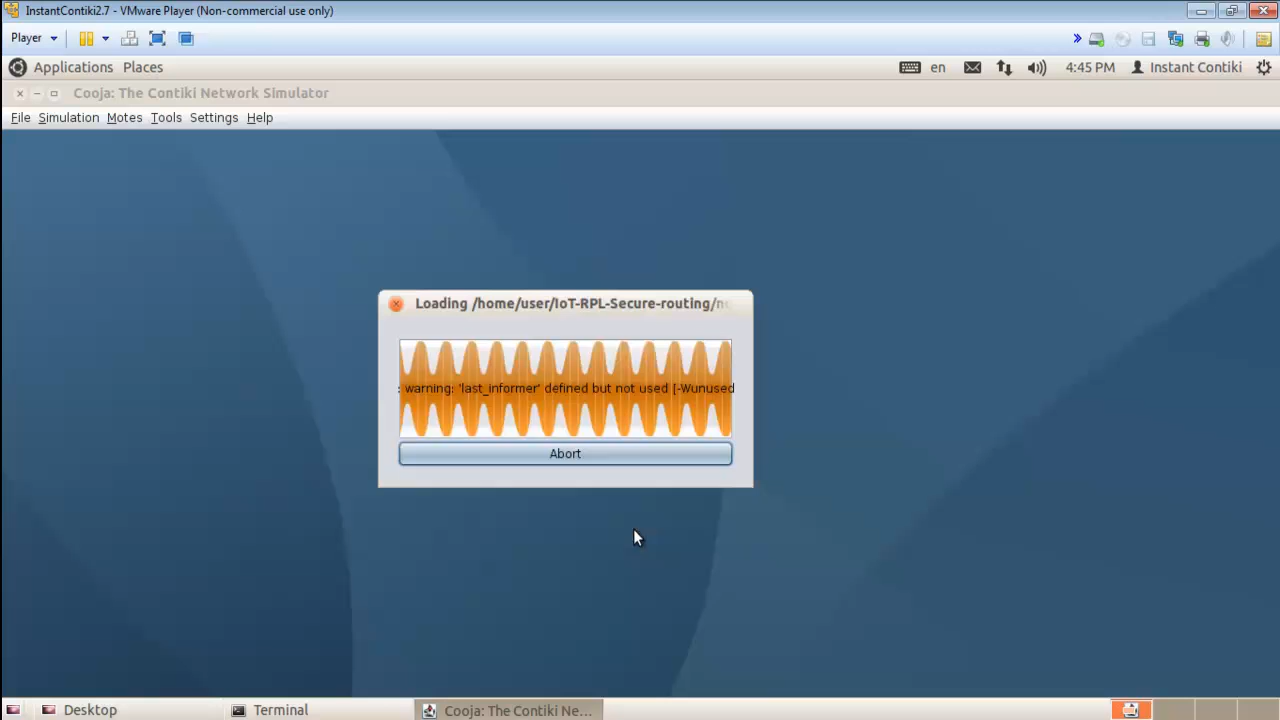 InstantContiki2.7 - VMware Player (Non-commercial use only)
Player
Applications Places en 4:45 PM Instant Contiki
Cooja: The Contiki Network Simulator
File Simulation Motes Tools Settings Help
Loading /home/user/IoT-RPL-Secure-routing/ne
: warning: 'last_informer' defined but not used [-Wunused
Abort
Desktop Terminal Cooja: The Contiki Ne...